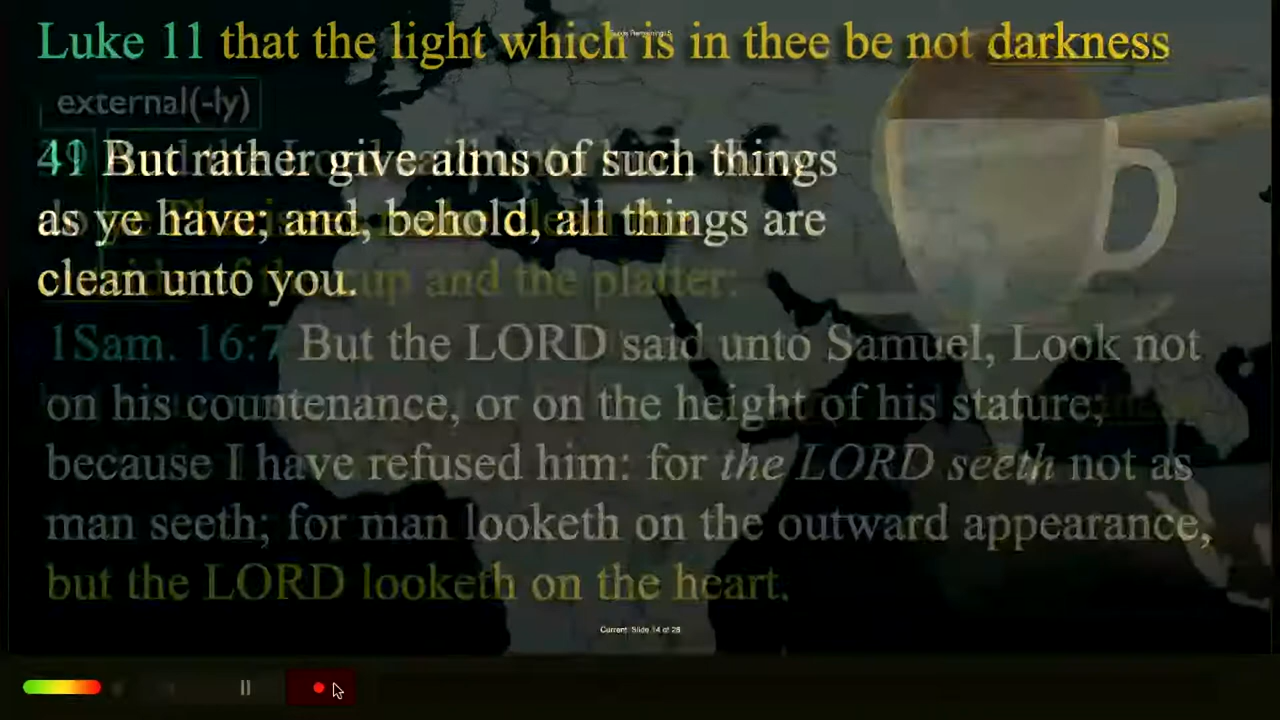 Luke 11 that the light which is in thee be not darkness
external(-ly)
41 But rather give alms of such things
as ye have; and, behold, all things are
clean unto you. cup and the platter:
1Sam. 16:7 But the LORD said unto Samuel, Look not
on his countenance, or on the height of his stature;
because I have refused him: for the LORD seeth not as
man seeth; for man looketh on the outward appearance,
but the LORD looketh on the heart.
Current: Slide 14 of 28